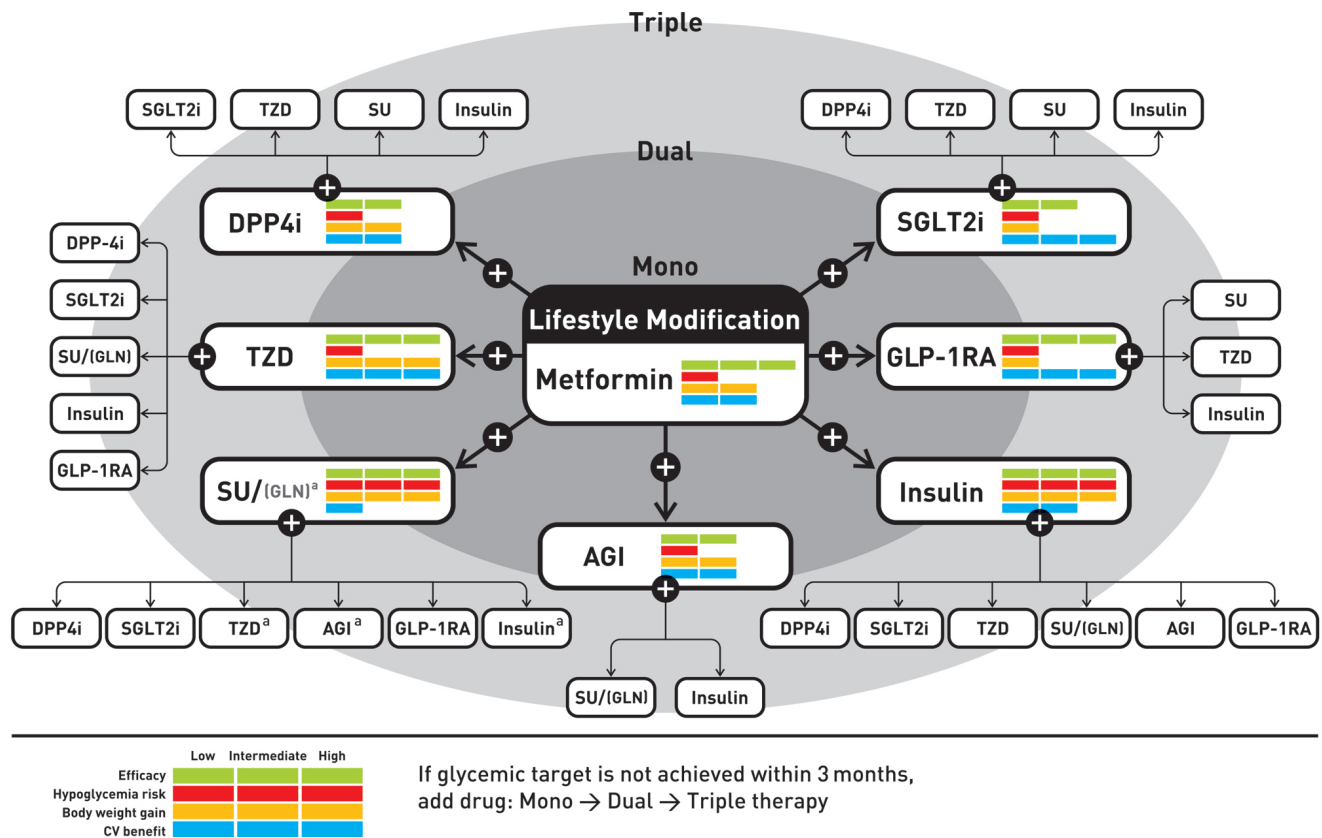 Triple
SGLT2i
TZD
SU
Insulin
DPP4i
TZD
SU
Insulin
Dual
DPP4i
SGLT2i
DPP-4i
SGLT2i
SU/(GLN)
Insulin
GLP-1RA
Mono
Lifestyle Modification
Metformin
TZD
GLP-1RA
SU
TZD
Insulin
SU/(GLN)a
Insulin
AGI
DPP4i
SGLT2i
TZDa
AGIa
GLP-1RA
Insulina
DPP4i
SGLT2i
TZD
SU/(GLN)
AGI
GLP-1RA
SU/(GLN)
Insulin
Low Intermediate High
Efficacy
Hypoglycemia risk
Body weight gain
CV benefit
If glycemic target is not achieved within 3 months,
add drug: Mono → Dual → Triple therapy